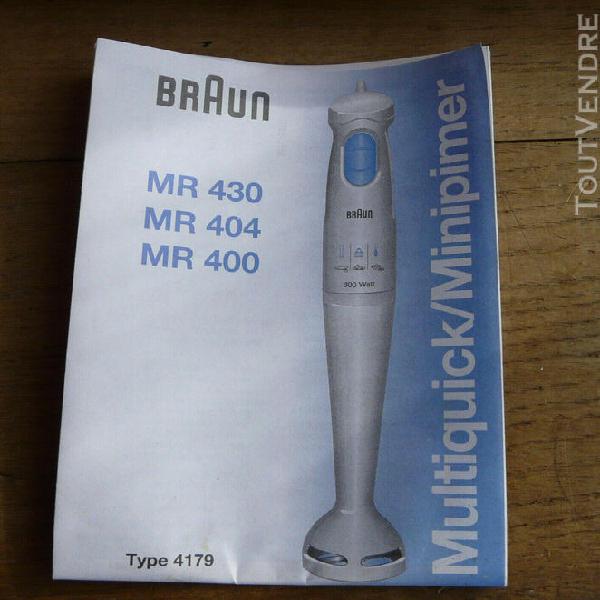 BRAUN
MR 430
MR 404
MR 400
BRAUN
300 Watt
Multiquick/Minipimer
Type 4179
TOUTVENDRE